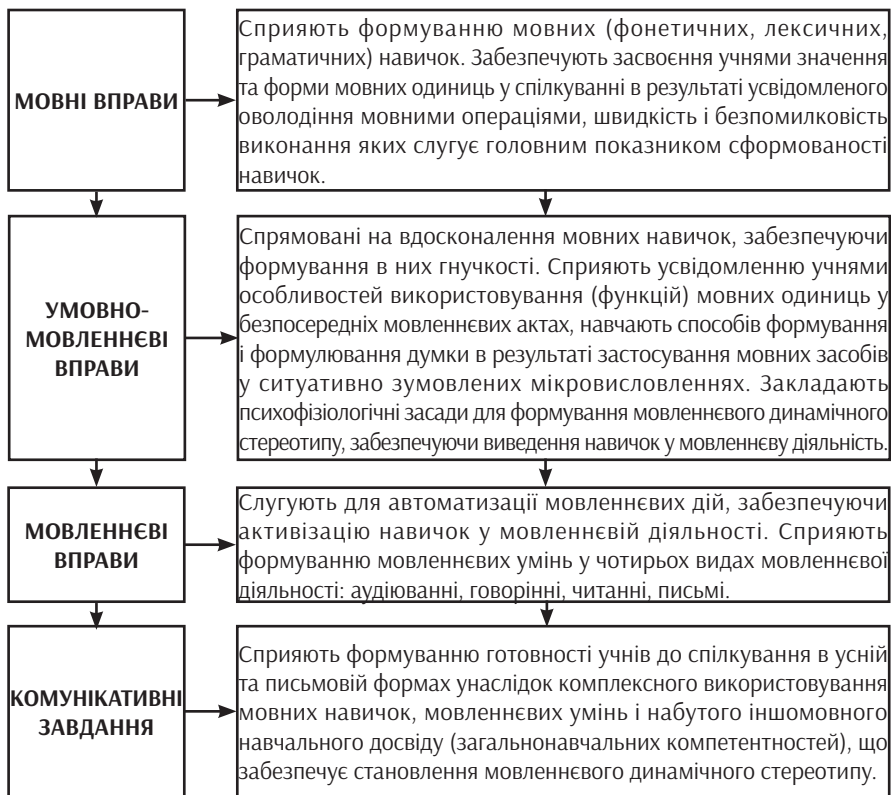 МОВНІ ВПРАВИ
Сприяють формуванню мовних (фонетичних, лексичних,
граматичних) навичок. Забезпечують засвоєння учнями значення
та форми мовних одиниць у спілкуванні в результаті усвідомленого
оволодіння мовними операціями, швидкість і безпомилковість
виконання яких слугує головним показником сформованості
навичок.
УМОВНО-
МОВЛЕННЄВІ
ВПРАВИ
Спрямовані на вдосконалення мовних навичок, забезпечуючи
формування в них гнучкості. Сприяють усвідомленню учнями
особливостей використовування (функцій) мовних одиниць у
безпосередніх мовленнєвих актах, навчають способів формування
і формулювання думки в результаті застосування мовних засобів
у ситуативно зумовлених мікровисловленнях. Закладають
психофізіологічні засади для формування мовленнєвого динамічного
стереотипу, забезпечуючи виведення навичок у мовленнєву діяльність.
МОВЛЕННЄВІ
ВПРАВИ
Слугують для автоматизації мовленнєвих дій, забезпечуючи
активізацію навичок у мовленнєвій діяльності. Сприяють
формуванню мовленнєвих умінь у чотирьох видах мовленнєвої
діяльності: аудіюванні, говорінні, читанні, письмі.
КОМУНІКАТИВНІ
ЗАВДАННЯ
Сприяють формуванню готовності учнів до спілкування в усній
та письмовій формах унаслідок комплексного використовування
мовних навичок, мовленнєвих умінь і набутого іншомовного
навчального досвіду (загальнонавчальних компетентностей), що
забезпечує становлення мовленнєвого динамічного стереотипу.